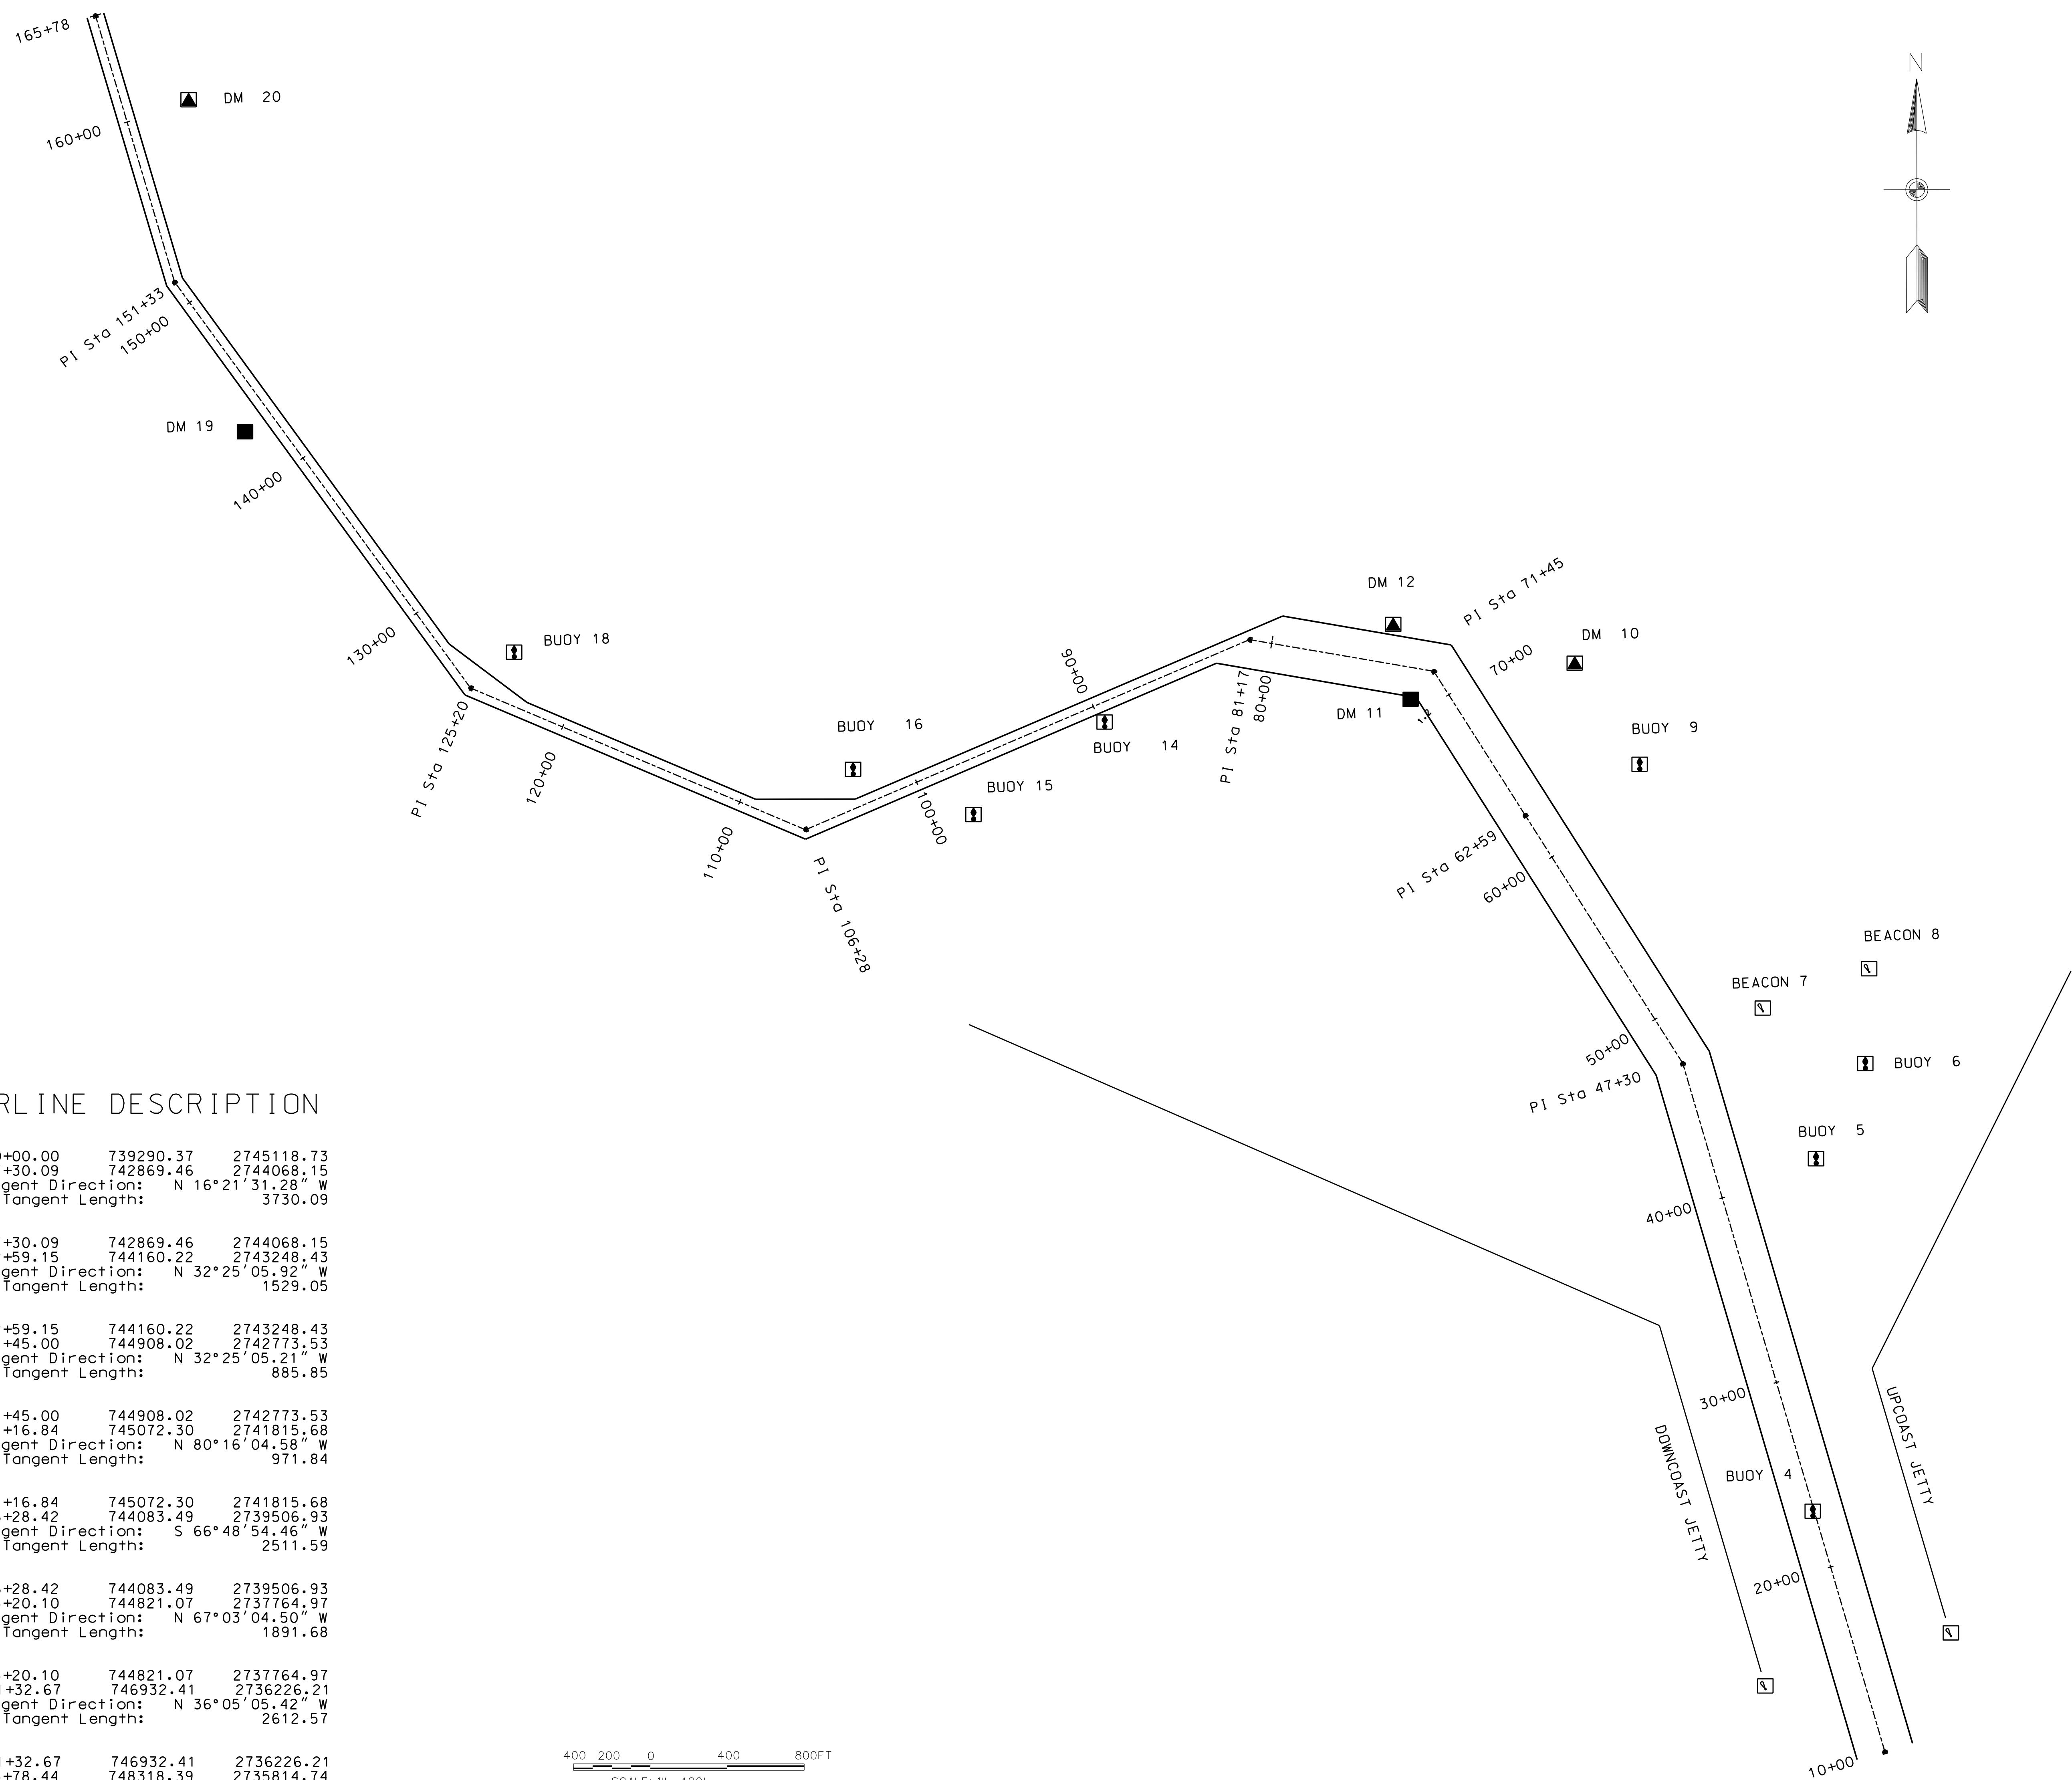 165+78
N
DM 20
160+00
PI Sta 151+33
150+00
DM 19
140+00
DM 12
PI Sta 71+45
130+00
BUOY 18
DM 10
70+00
90+00
PI Sta 125+20
BUOY 16
DM 11
PI Sta 81+17
80+00
BUOY 9
BUOY 14
120+00
BUOY 15
100+00
110+00
PI Sta 62+59
60+00
PI Sta 106+28
BEACON 8
BEACON 7
50+00
BUOY 6
PI Sta 47+30
BUOY 5
RLINE DESCRIPTION
+00.00 739290.37 2745118.73
+30.09 742869.46 2744068.15
gent Direction: N 16°21'31.28" W
Tangent Length: 3730.09
+30.09 742869.46 2744068.15
+59.15 744160.22 2743248.43
gent Direction: N 32°25'05.92" W
Tangent Length: 1529.05
+59.15 744160.22 2743248.43
+45.00 744908.02 2742773.53
gent Direction: N 32°25'05.21" W
Tangent Length: 885.85
+45.00 744908.02 2742773.53
+16.84 745072.30 2741815.68
gent Direction: N 80°16'04.58" W
Tangent Length: 971.84
+16.84 745072.30 2741815.68
+28.42 744083.49 2739506.93
gent Direction: S 66°48'54.46" W
Tangent Length: 2511.59
+28.42 744083.49 2739506.93
+20.10 744821.07 2737764.97
gent Direction: N 67°03'04.50" W
Tangent Length: 1891.68
+20.10 744821.07 2737764.97
+32.67 746932.41 2736226.21
gent Direction: N 36°05'05.42" W
Tangent Length: 2612.57
+32.67 746932.41 2736226.21
+78.44 748318.39 2735814.74
40+00
30+00
DOWNCOAST JETTY
UPCOAST JETTY
BUOY 4
20+00
10+00
400 200 0 400 800FT